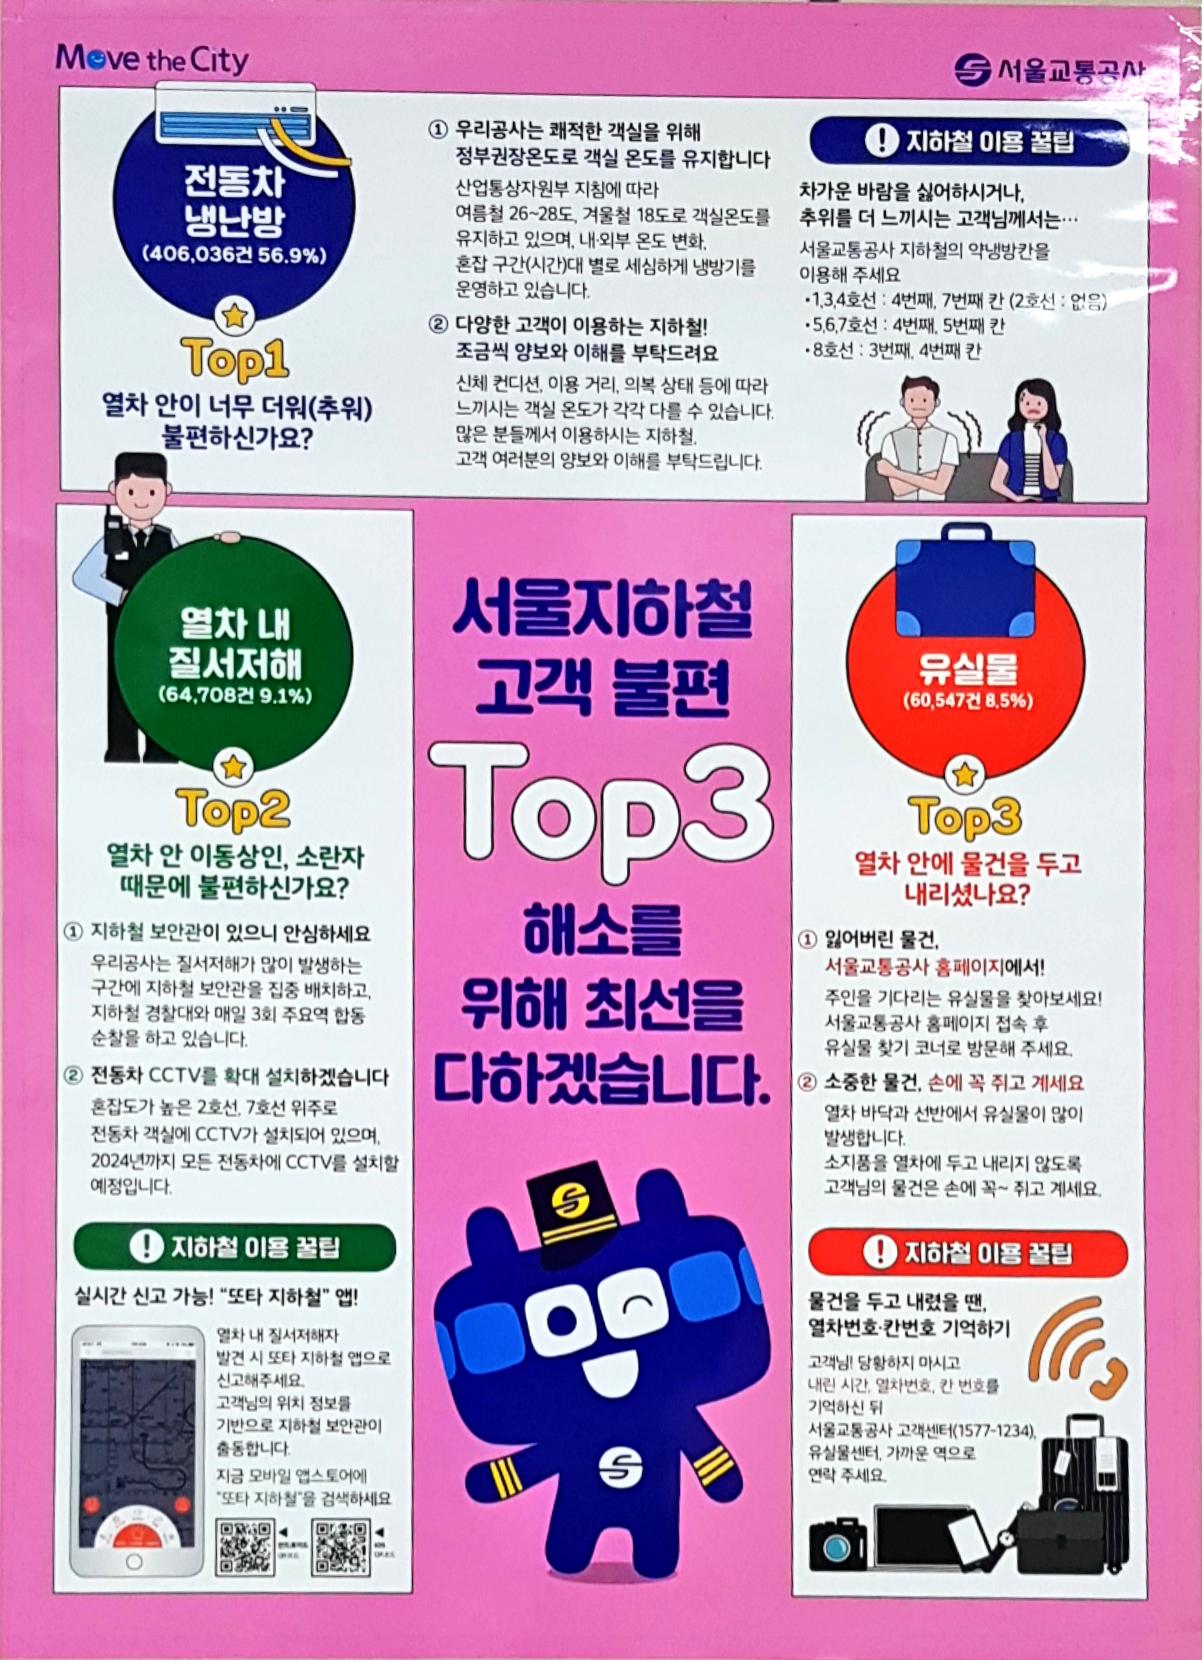 Move the City
서울교통공사
전동차
냉난방
(406,036건 56.9%)
Top1
열차 안이 너무 더워(추워)
불편하신가요?
① 우리공사는 쾌적한 객실을 위해
정부권장온도로 객실 온도를 유지합니다
산업통상자원부 지침에 따라
여름철 26~28도, 겨울철 18도로 객실온도를
유지하고 있으며, 내·외부 온도 변화,
혼잡 구간(시간)대 별로 세심하게 냉방기를
운영하고 있습니다.
② 다양한 고객이 이용하는 지하철!
조금씩 양보와 이해를 부탁드려요
신체 컨디션, 이용 거리, 의복 상태 등에 따라
느끼시는 객실 온도가 각각 다를 수 있습니다.
많은 분들께서 이용하시는 지하철,
고객 여러분의 양보와 이해를 부탁드립니다.
! 지하철 이용 꿀팁
차가운 바람을 싫어하시거나,
추위를 더 느끼시는 고객님께서는…
서울교통공사 지하철의 약냉방칸을
이용해 주세요
·1,3,4호선 : 4번째, 7번째 칸 (2호선 : 없음)
·5,6,7호선 : 4번째, 5번째 칸
·8호선 : 3번째, 4번째 칸
열차 내
질서저해
(64,708건 9.1%)
Top2
열차 안 이동상인, 소란자
때문에 불편하신가요?
① 지하철 보안관이 있으니 안심하세요
우리공사는 질서저해가 많이 발생하는
구간에 지하철 보안관을 집중 배치하고,
지하철 경찰대와 매일 3회 주요역 합동
순찰을 하고 있습니다.
② 전동차 CCTV를 확대 설치하겠습니다
혼잡도가 높은 2호선, 7호선 위주로
전동차 객실에 CCTV가 설치되어 있으며,
2024년까지 모든 전동차에 CCTV를 설치할
예정입니다.
! 지하철 이용 꿀팁
실시간 신고 가능! "또타 지하철" 앱!
열차 내 질서저해자
발견 시 또타 지하철 앱으로
신고해주세요.
고객님의 위치 정보를
기반으로 지하철 보안관이
출동합니다.
지금 모바일 앱스토어에
"또타 지하철"을 검색하세요
◀
안드로이드
QR코드
◀
iOS
QR코드
서울지하철
고객 불편
Top3
해소를
위해 최선을
다하겠습니다.
유실물
(60,547건 8.5%)
Top3
열차 안에 물건을 두고
내리셨나요?
① 잃어버린 물건,
서울교통공사 홈페이지에서!
주인을 기다리는 유실물을 찾아보세요!
서울교통공사 홈페이지 접속 후
유실물 찾기 코너로 방문해 주세요.
② 소중한 물건, 손에 꼭 쥐고 계세요
열차 바닥과 선반에서 유실물이 많이
발생합니다.
소지품을 열차에 두고 내리지 않도록
고객님의 물건은 손에 꼭~ 쥐고 계세요.
! 지하철 이용 꿀팁
물건을 두고 내렸을 땐,
열차번호·칸번호 기억하기
고객님! 당황하지 마시고
내린 시간, 열차번호, 칸 번호를
기억하신 뒤
서울교통공사 고객센터(1577-1234),
유실물센터, 가까운 역으로
연락 주세요.